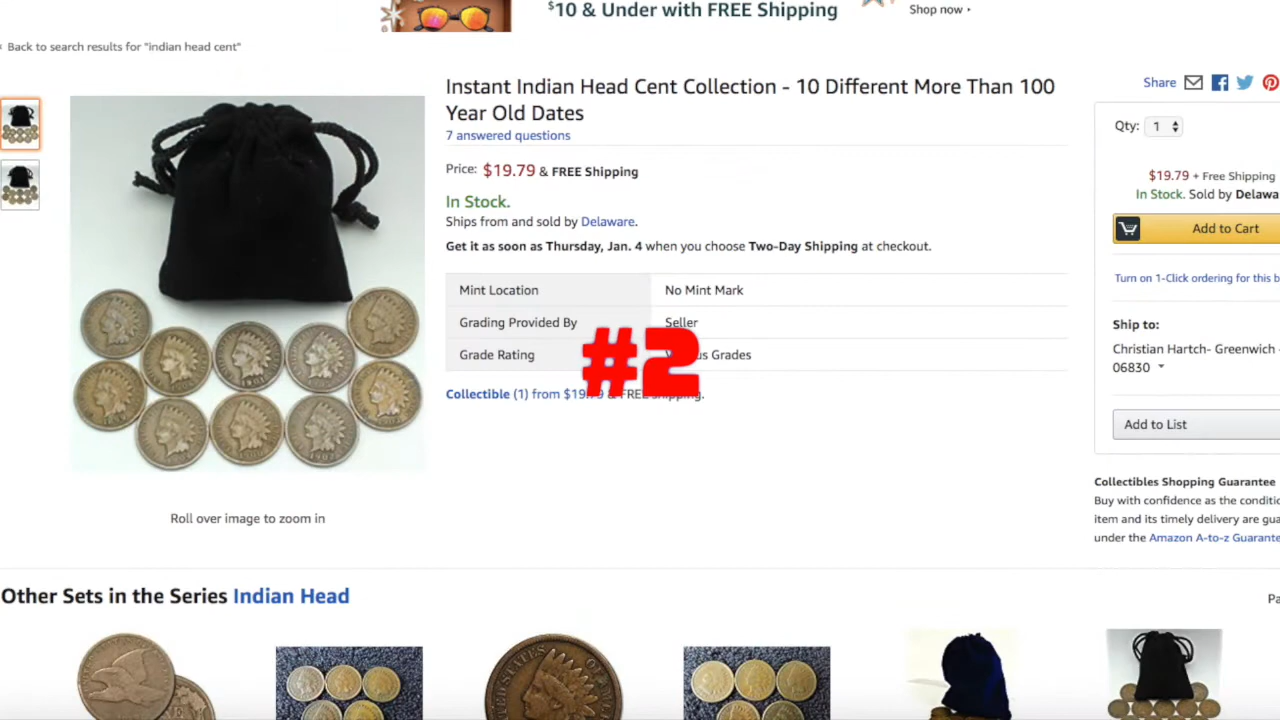 $10 & Under with FREE Shipping
Shop now
Back to search results for "indian head cent"
Instant Indian Head Cent Collection - 10 Different More Than 100
Year Old Dates
7 answered questions
Price: $19.79 & FREE Shipping
In Stock.
Ships from and sold by Delaware.
Get it as soon as Thursday, Jan. 4 when you choose Two-Day Shipping at checkout.
Mint Location No Mint Mark
Grading Provided By Seller
Grade Rating us Grades
#2
Collectible (1) from $19. 9 & FREE shipping.
Roll over image to zoom in
Share
Qty: 1
$19.79 + Free Shipping
In Stock. Sold by Delawa
Add to Cart
Turn on 1-Click ordering for this b
Ship to:
Christian Hartch- Greenwich -
06830
Add to List
Collectibles Shopping Guarantee
Buy with confidence as the conditio
item and its timely delivery are gua
under the Amazon A-to-z Guarante
Other Sets in the Series Indian Head
Pa